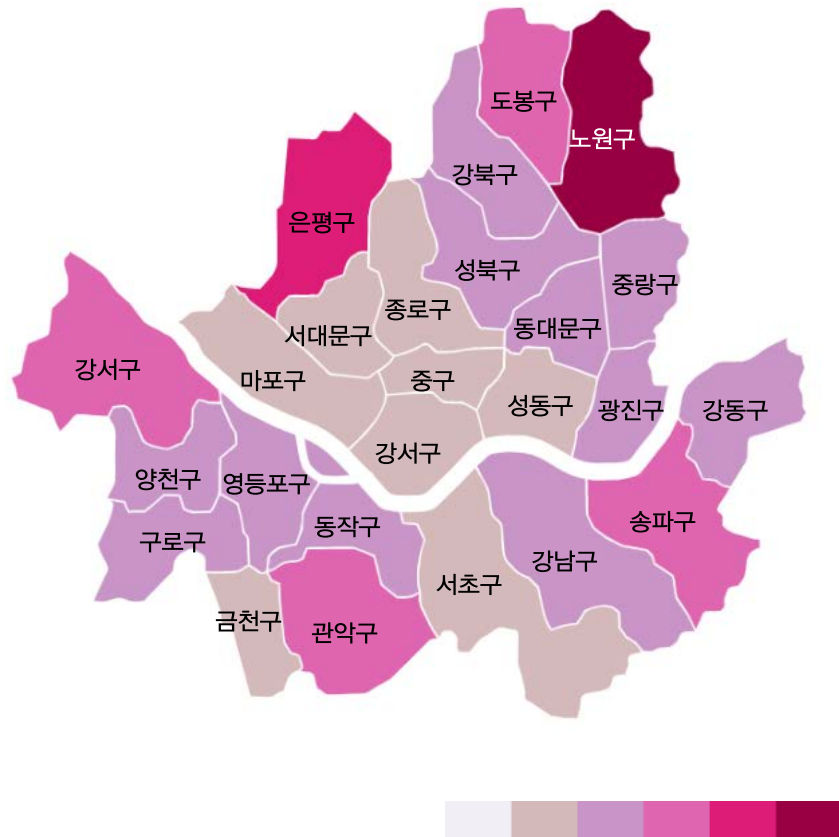 도봉구
노원구
강북구
은평구
성북구
중랑구
종로구
동대문구
서대문구
강서구
마포구
중구
성동구
광진구
강동구
강서구
양천구
영등포구
동작구
송파구
구로구
강남구
서초구
금천구
관악구